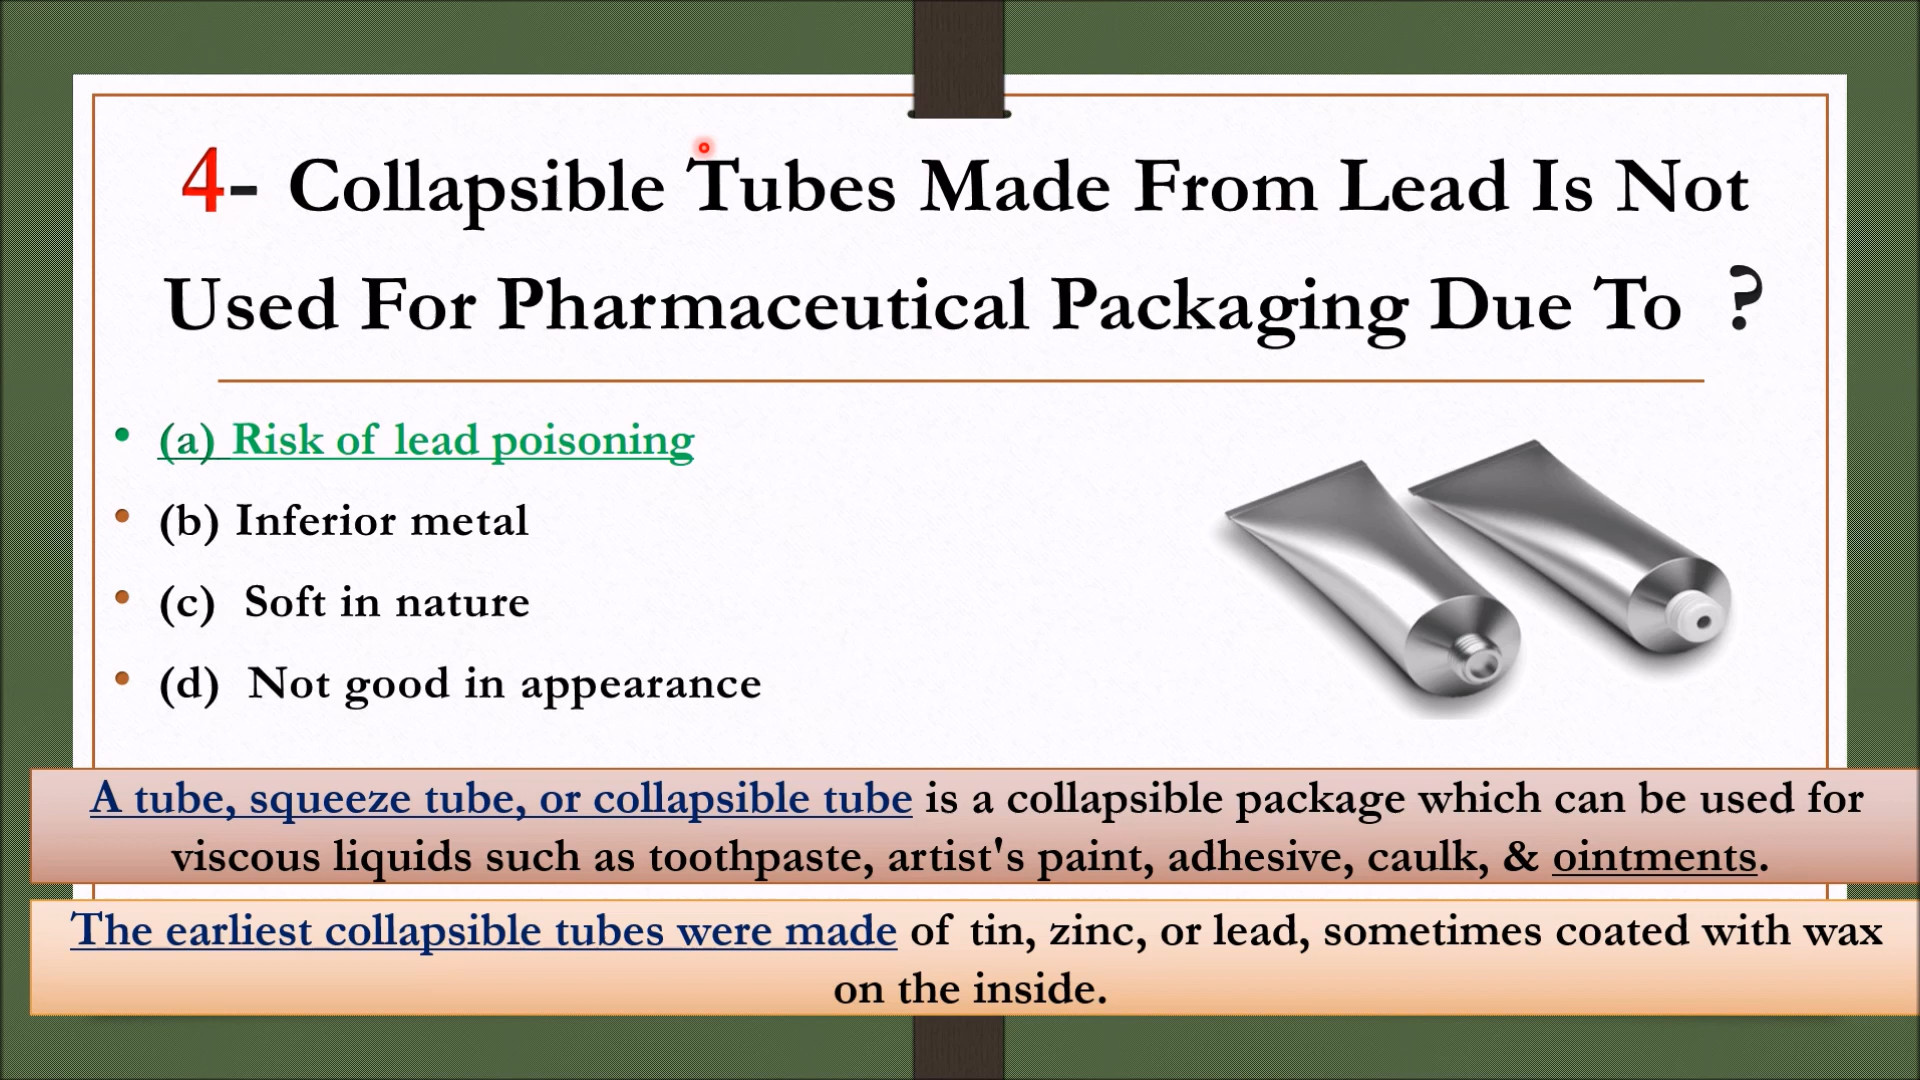 4- Collapsible Tubes Made From Lead Is Not
Used For Pharmaceutical Packaging Due To ?
• (a) Risk of lead poisoning
• (b) Inferior metal
• (c) Soft in nature
• (d) Not good in appearance
A tube, squeeze tube, or collapsible tube is a collapsible package which can be used for
viscous liquids such as toothpaste, artist's paint, adhesive, caulk, & ointments.
The earliest collapsible tubes were made of tin, zinc, or lead, sometimes coated with wax
on the inside.